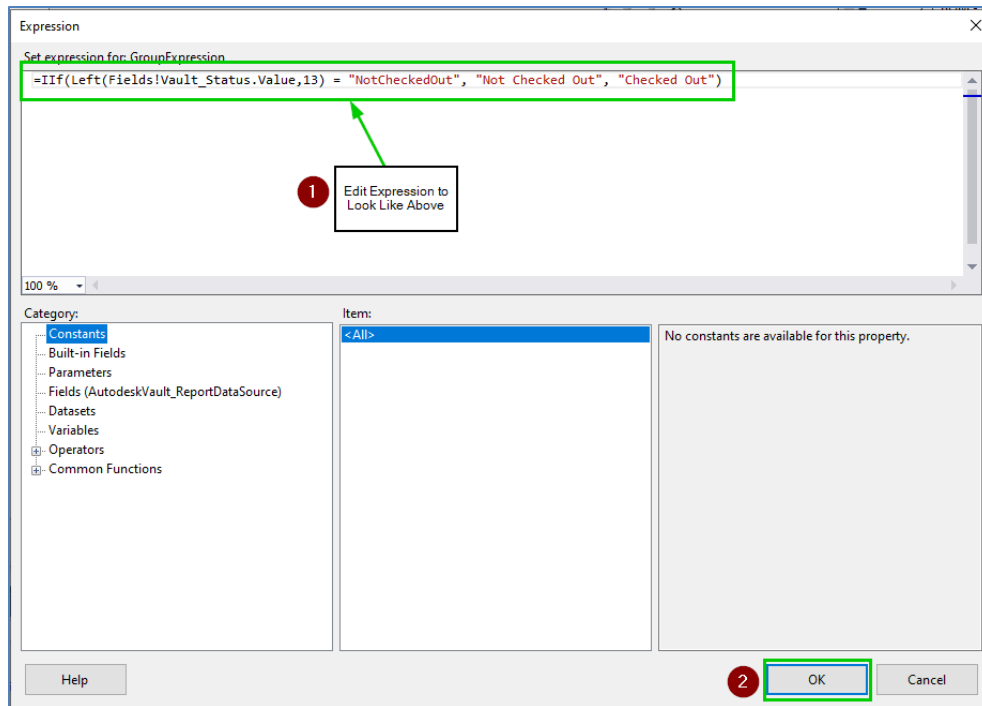 Expression
Set expression for: GroupExpression
=IIf(Left(Fields!Vault_Status.Value,13) = "NotCheckedOut", "Not Checked Out", "Checked Out")
1
Edit Expression to
Look Like Above
100 %
Category:
Item:
Constants
Built-in Fields
Parameters
Fields (AutodeskVault_ReportDataSource)
Datasets
Variables
Operators
Common Functions
<All>
No constants are available for this property.
Help
2
OK
Cancel